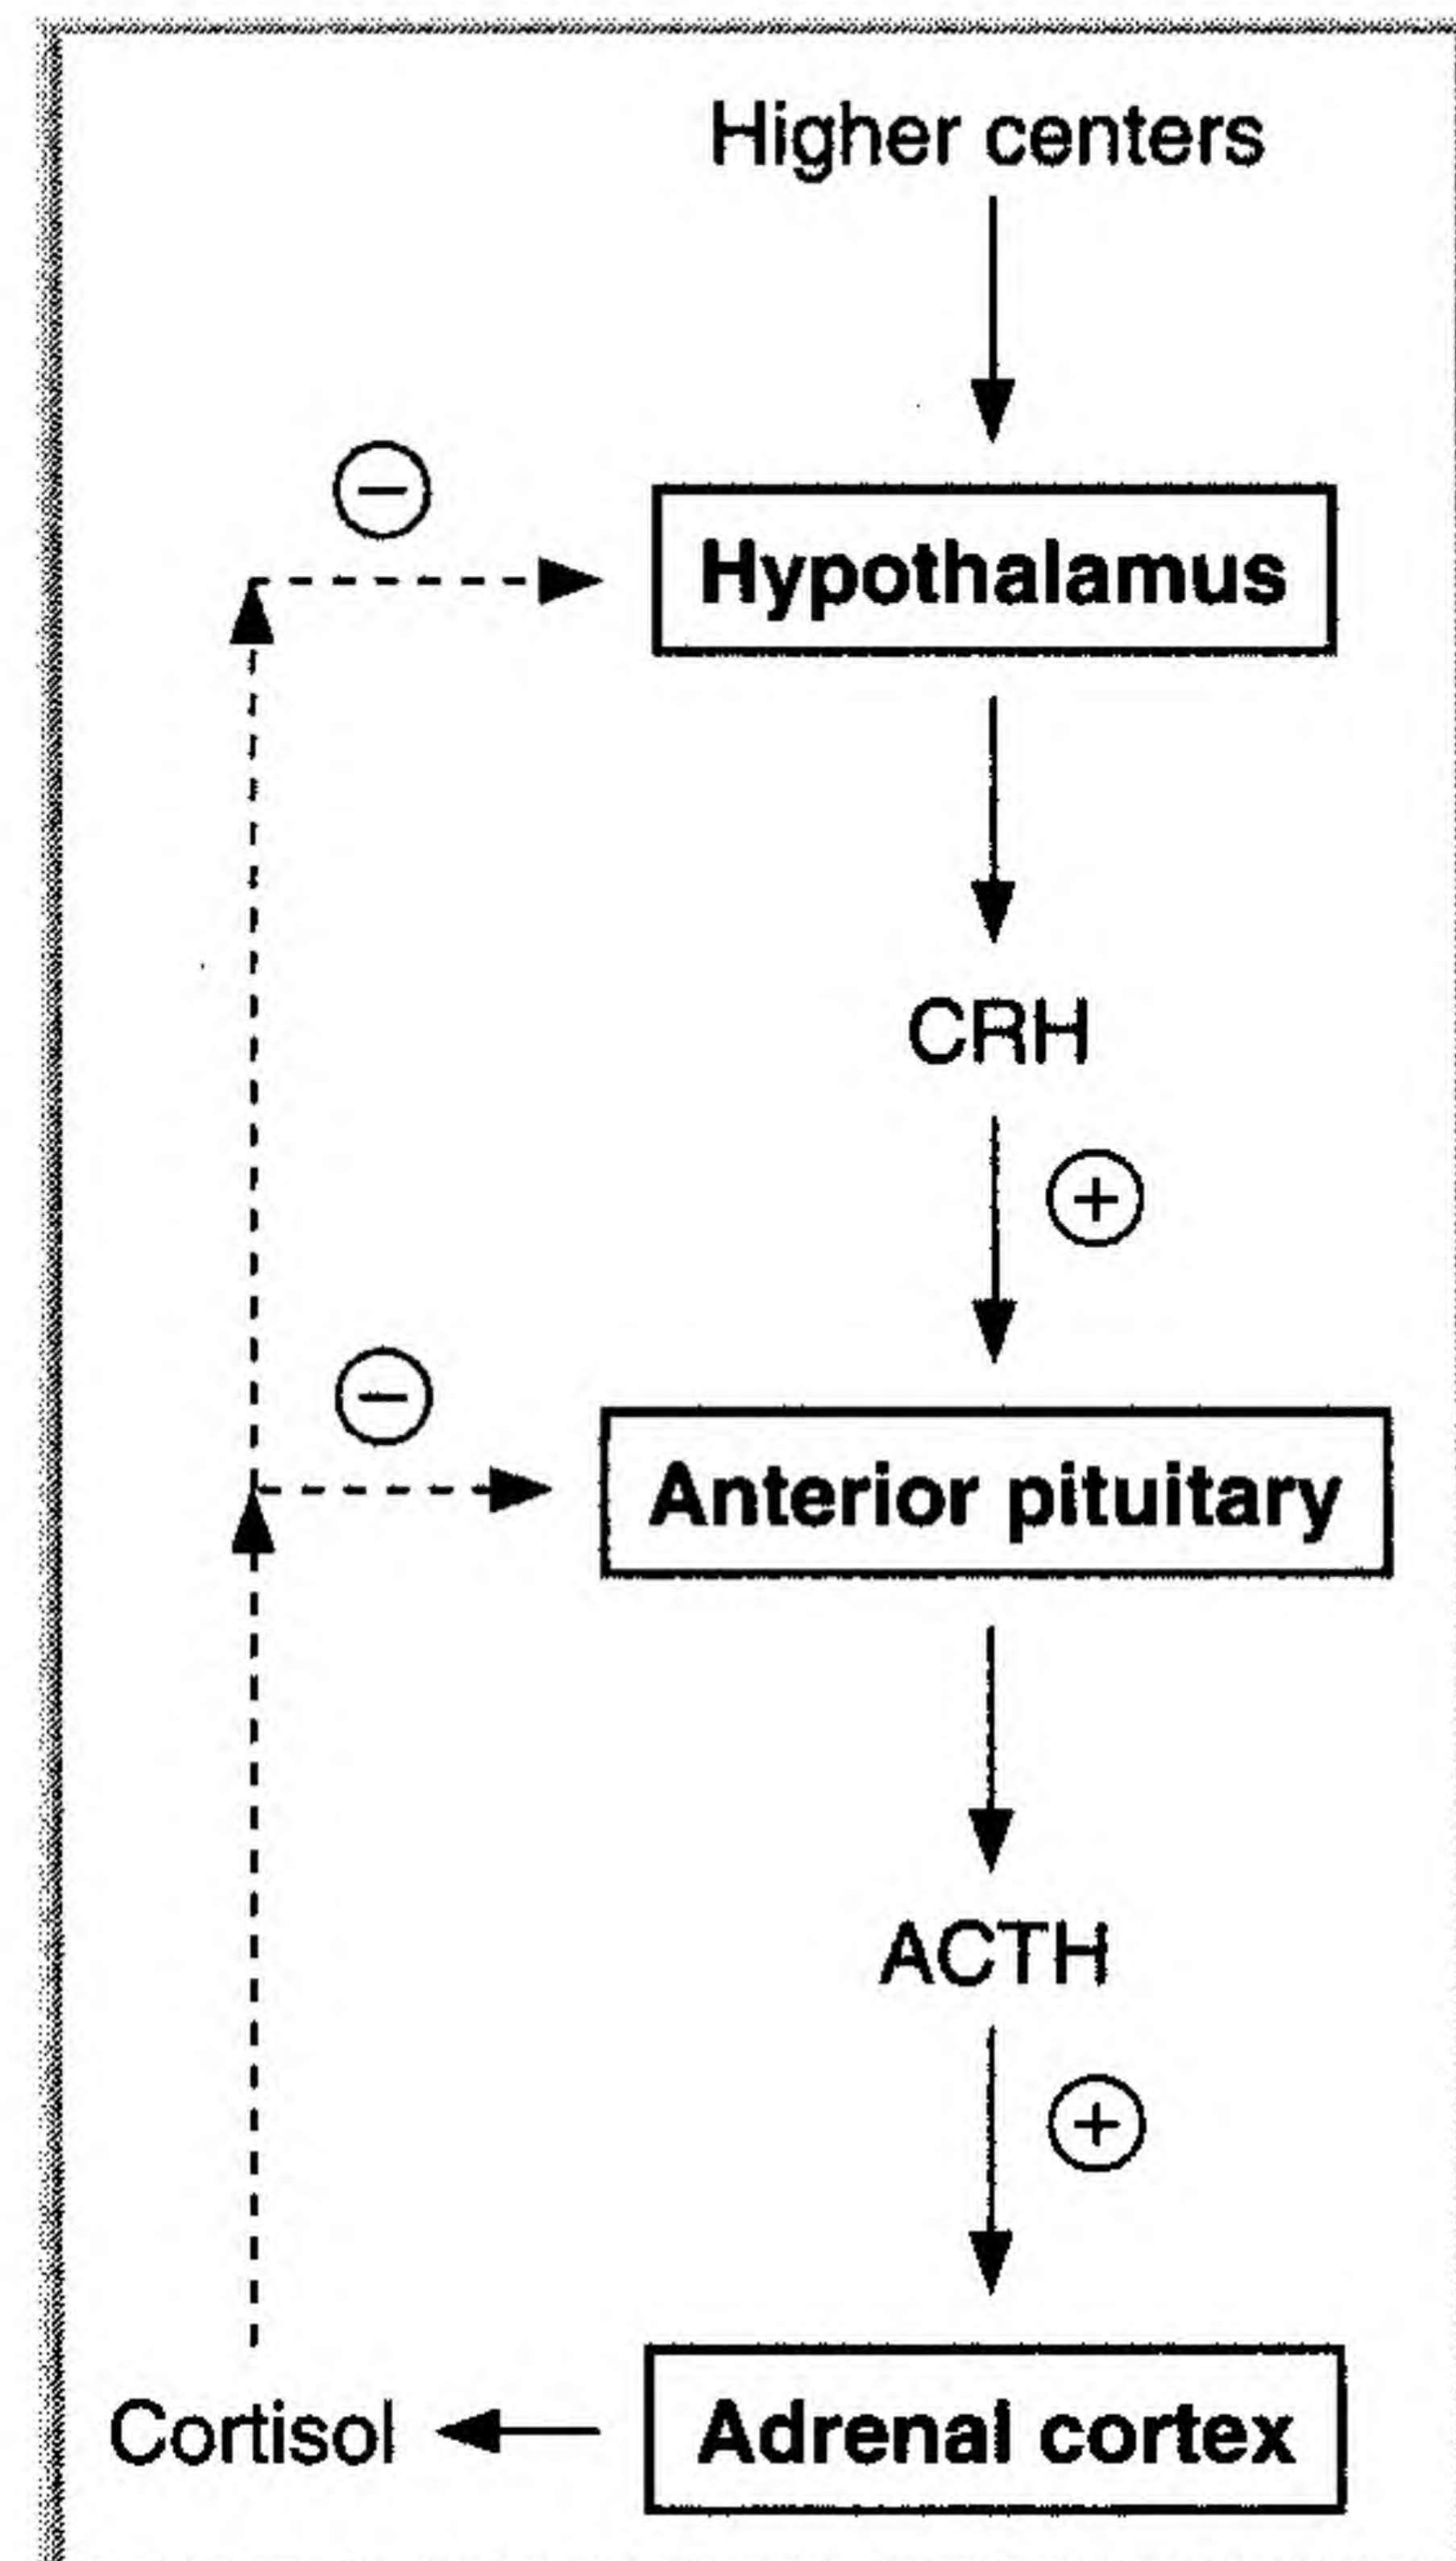 Higher centers
−
Hypothalamus
CRH
+
−
Anterior pituitary
ACTH
+
Cortisol
Adrenal cortex